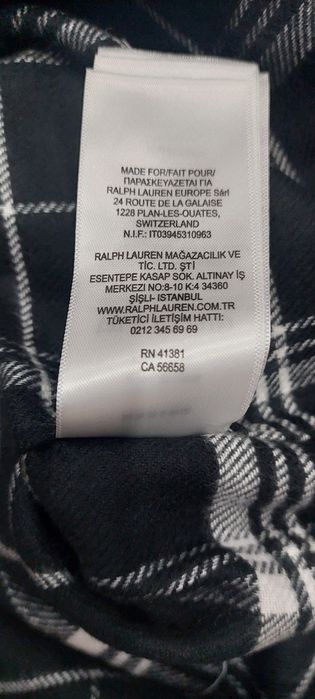 MADE FOR/FAIT POUR/
ΠΑΡΑΣΚΕΥΑΖΕΤΑΙ ΓΙΑ
RALPH LAUREN EUROPE Sàrl
24 ROUTE DE LA GALAISE
1228 PLAN-LES-OUATES,
SWITZERLAND
N.I.F.: IT03945310963
RALPH LAUREN MAĞAZACILIK VE
TİC. LTD. ŞTİ
ESENTEPE KASAP SOK. ALTINAY İŞ
MERKEZI NO:8-10 K:4 34360
ŞİŞLİ- ISTANBUL
WWW.RALPHLAUREN.COM.TR
TÜKETİCİ İLETİŞİM HATTI:
0212 345 69 69
RN 41381
CA 56658